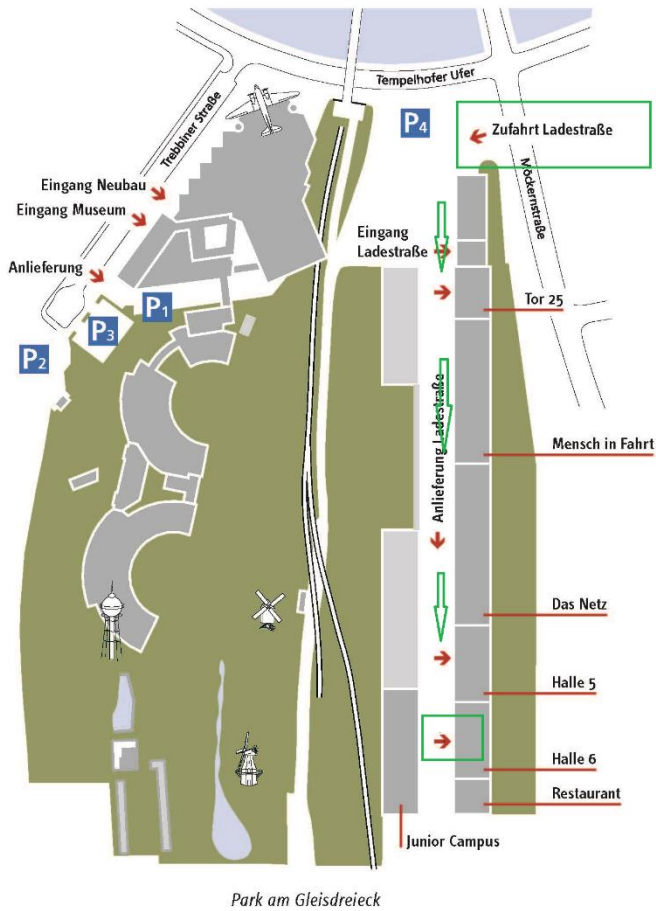 Tempelhofer Ufer
Trebbiner Straße
P4
Zufahrt Ladestraße
Möckernstraße
Eingang Neubau
Eingang Museum
Eingang
Ladestraße
Anlieferung
P1
Tor 25
P3
P2
Anlieferung Ladestraße
Mensch in Fahrt
Das Netz
Halle 5
Halle 6
Restaurant
Junior Campus
Park am Gleisdreieck